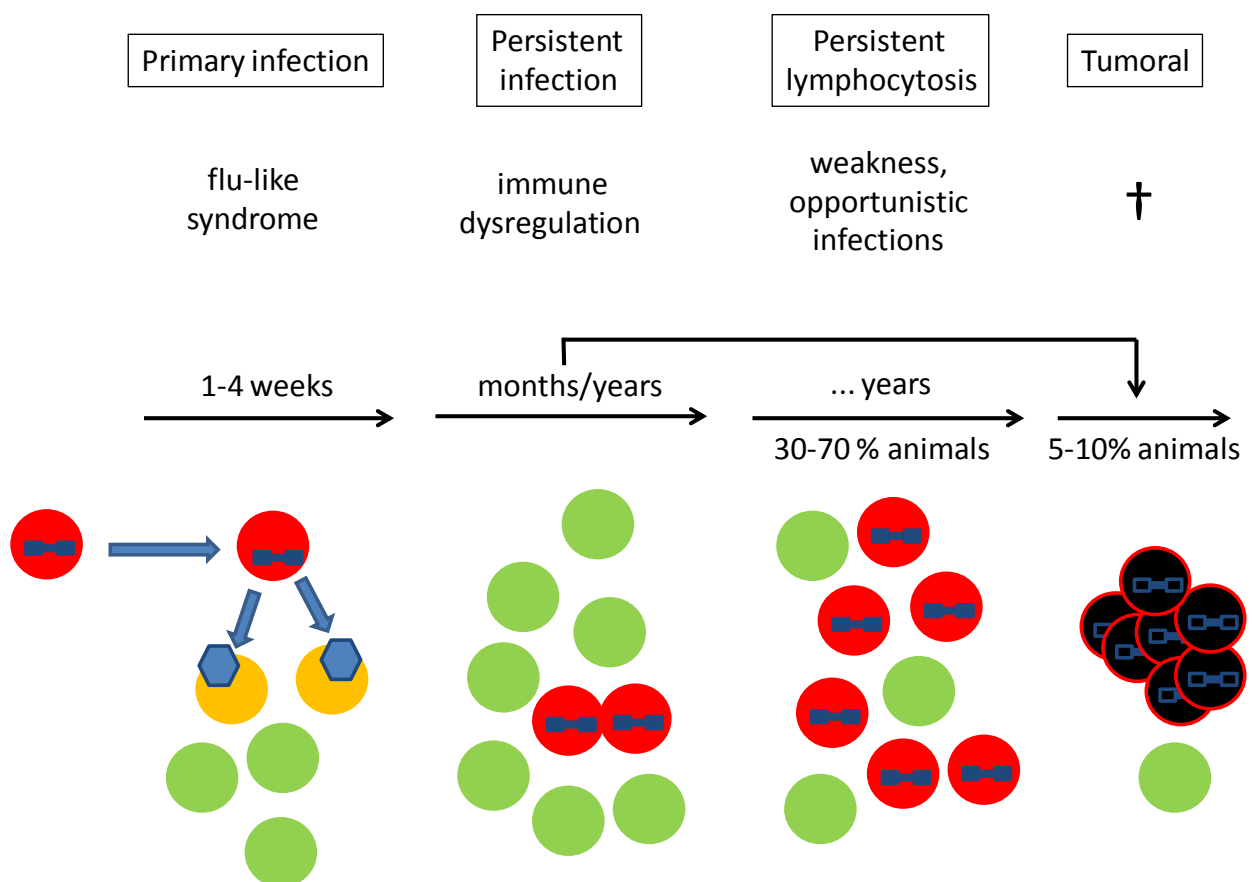 Primary infection
Persistent
infection
Persistent
lymphocytosis
Tumoral
flu-like
syndrome
immune
dysregulation
weakness,
opportunistic
infections
†
1-4 weeks
months/years
... years
30-70 % animals
5-10% animals